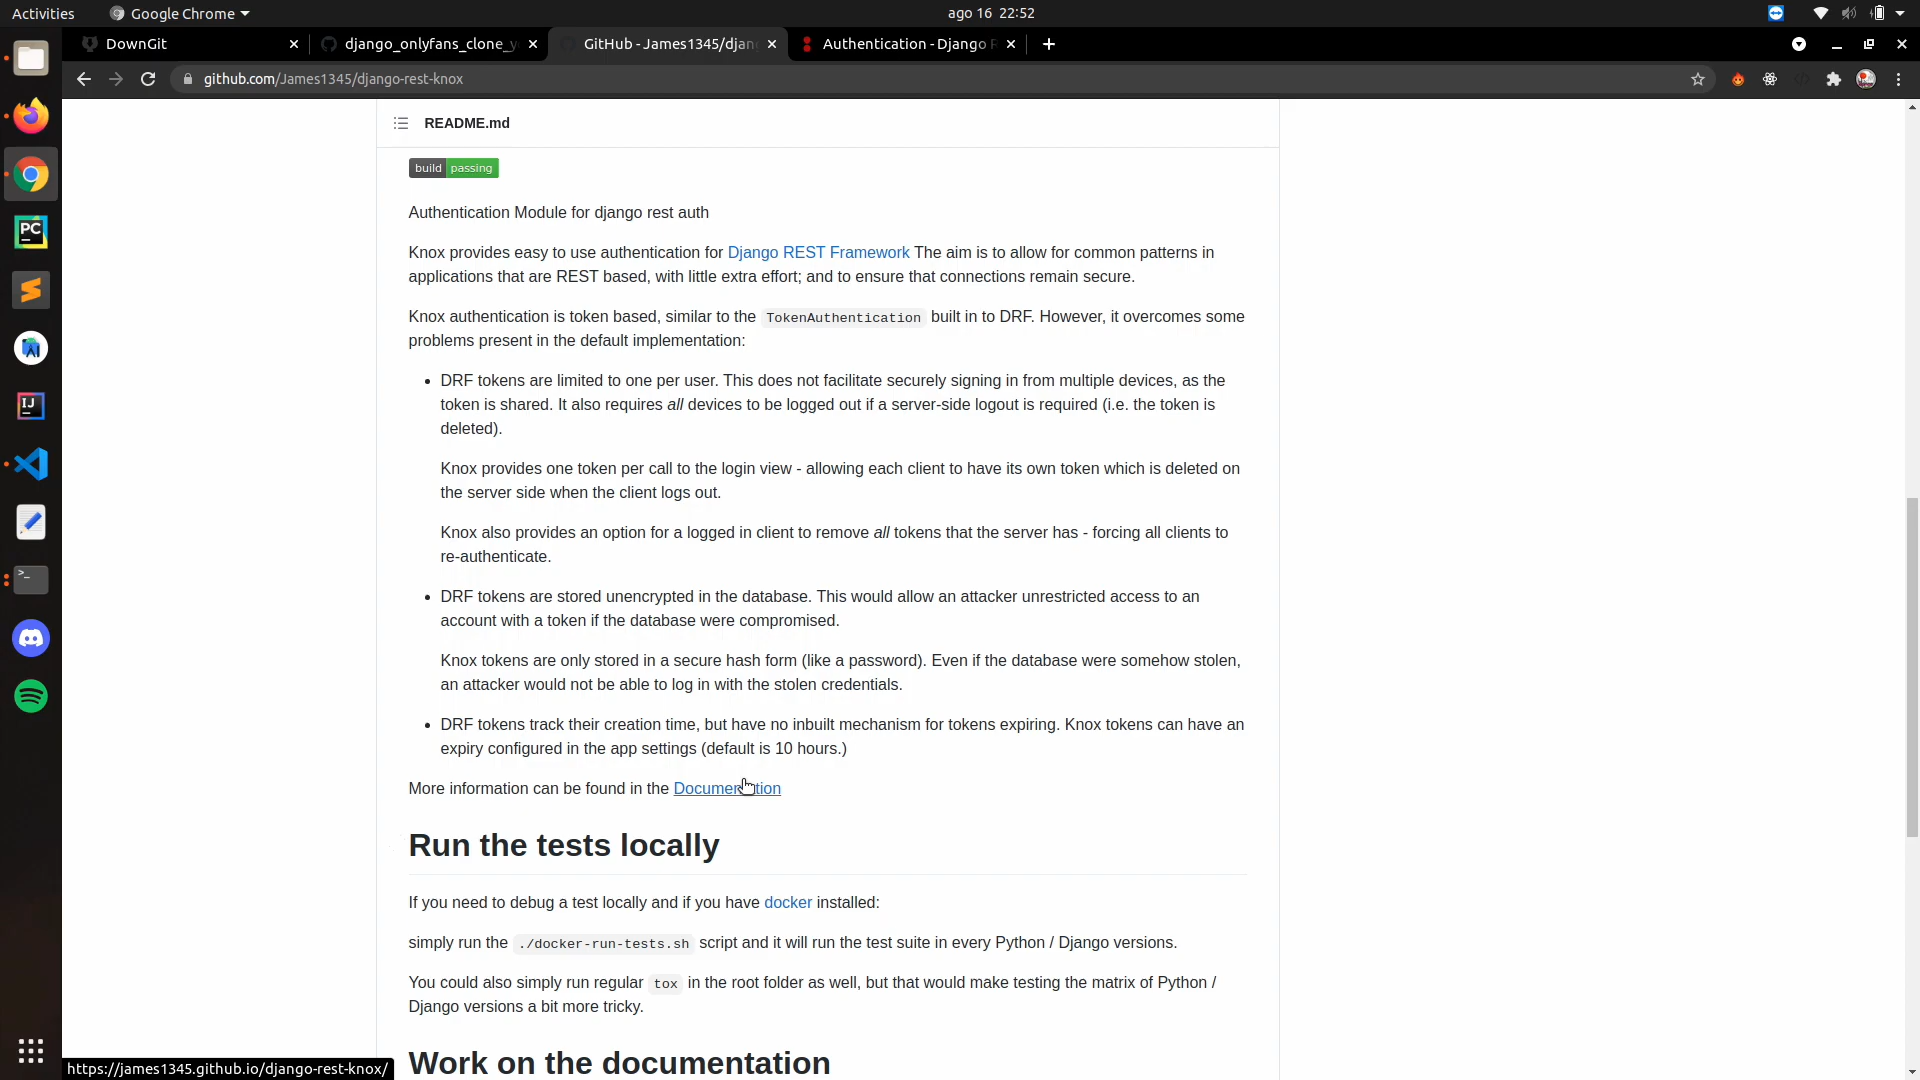 Activities
Google Chrome
ago 16 22:52
DownGit
django_onlyfans_clone_y
GitHub - James1345/djan
Authentication - Django R
github.com/James1345/django-rest-knox
README.md
build passing
Authentication Module for django rest auth
Knox provides easy to use authentication for Django REST Framework The aim is to allow for common patterns in
applications that are REST based, with little extra effort; and to ensure that connections remain secure.
Knox authentication is token based, similar to the TokenAuthentication built in to DRF. However, it overcomes some
problems present in the default implementation:
• DRF tokens are limited to one per user. This does not facilitate securely signing in from multiple devices, as the
token is shared. It also requires all devices to be logged out if a server-side logout is required (i.e. the token is
deleted).
Knox provides one token per call to the login view - allowing each client to have its own token which is deleted on
the server side when the client logs out.
Knox also provides an option for a logged in client to remove all tokens that the server has - forcing all clients to
re-authenticate.
• DRF tokens are stored unencrypted in the database. This would allow an attacker unrestricted access to an
account with a token if the database were compromised.
Knox tokens are only stored in a secure hash form (like a password). Even if the database were somehow stolen,
an attacker would not be able to log in with the stolen credentials.
• DRF tokens track their creation time, but have no inbuilt mechanism for tokens expiring. Knox tokens can have an
expiry configured in the app settings (default is 10 hours.)
More information can be found in the Documentation
Run the tests locally
If you need to debug a test locally and if you have docker installed:
simply run the ./docker-run-tests.sh script and it will run the test suite in every Python / Django versions.
You could also simply run regular tox in the root folder as well, but that would make testing the matrix of Python /
Django versions a bit more tricky.
Work on the documentation
https://james1345.github.io/django-rest-knox/
PC
IJ